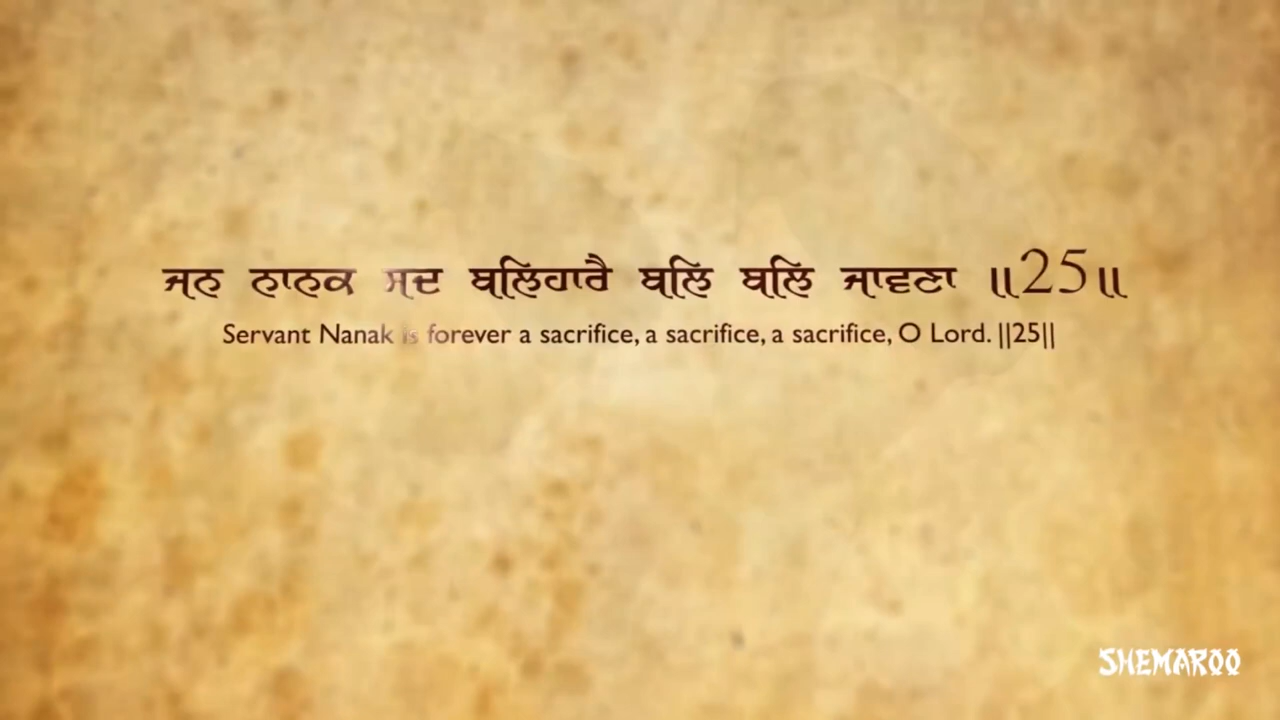 ਜਨ ਨਾਨਕ ਸਦ ਬਲਿਹਾਰੈ ਬਲਿ ਬਲਿ ਜਾਵਣਾ ॥25॥
Servant Nanak is forever a sacrifice, a sacrifice, a sacrifice, O Lord. ||25||
SHEMAROO